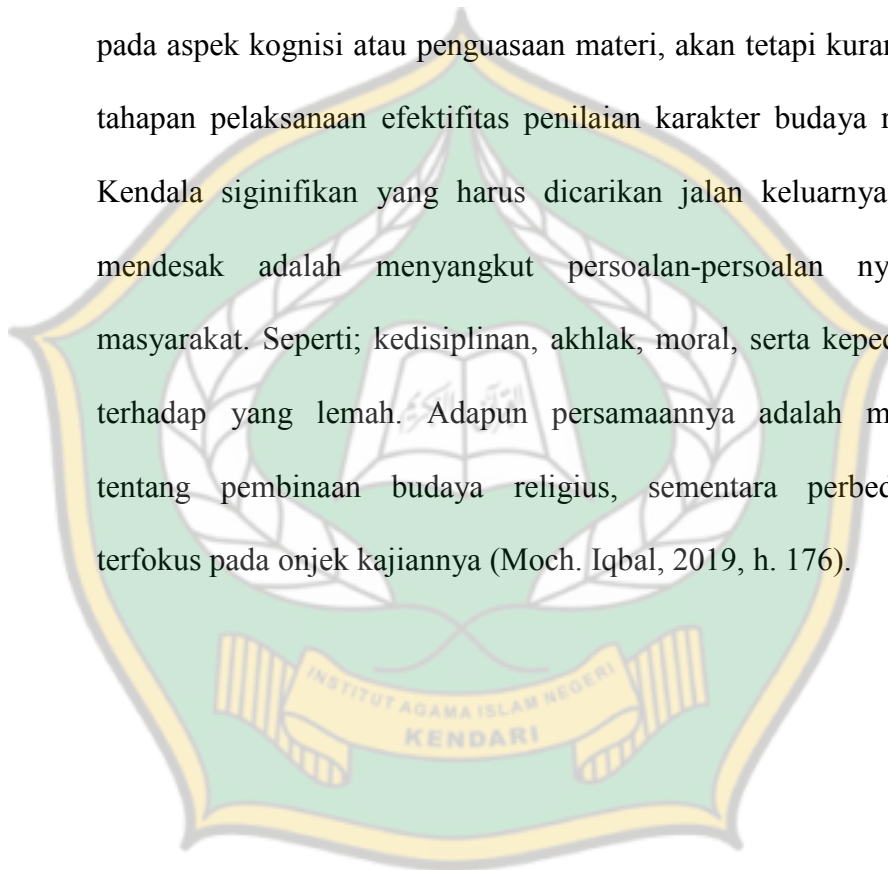 pada aspek kognisi atau penguasaan materi, akan tetapi kuran
tahapan pelaksanaan efektifitas penilaian karakter budaya r
Kendala siginifikan yang harus dicarikan jalan keluarnya
mendesak adalah menyangkut persoalan-persoalan ny
masyarakat. Seperti; kedisiplinan, akhlak, moral, serta keped
terhadap yang lemah. Adapun persamaannya adalah m
tentang pembinaan budaya religius, sementara perbed
terfokus pada onjek kajiannya (Moch. Iqbal, 2019, h. 176).
INSTITUT AGAMA ISLAM NEGERI
KENDARI